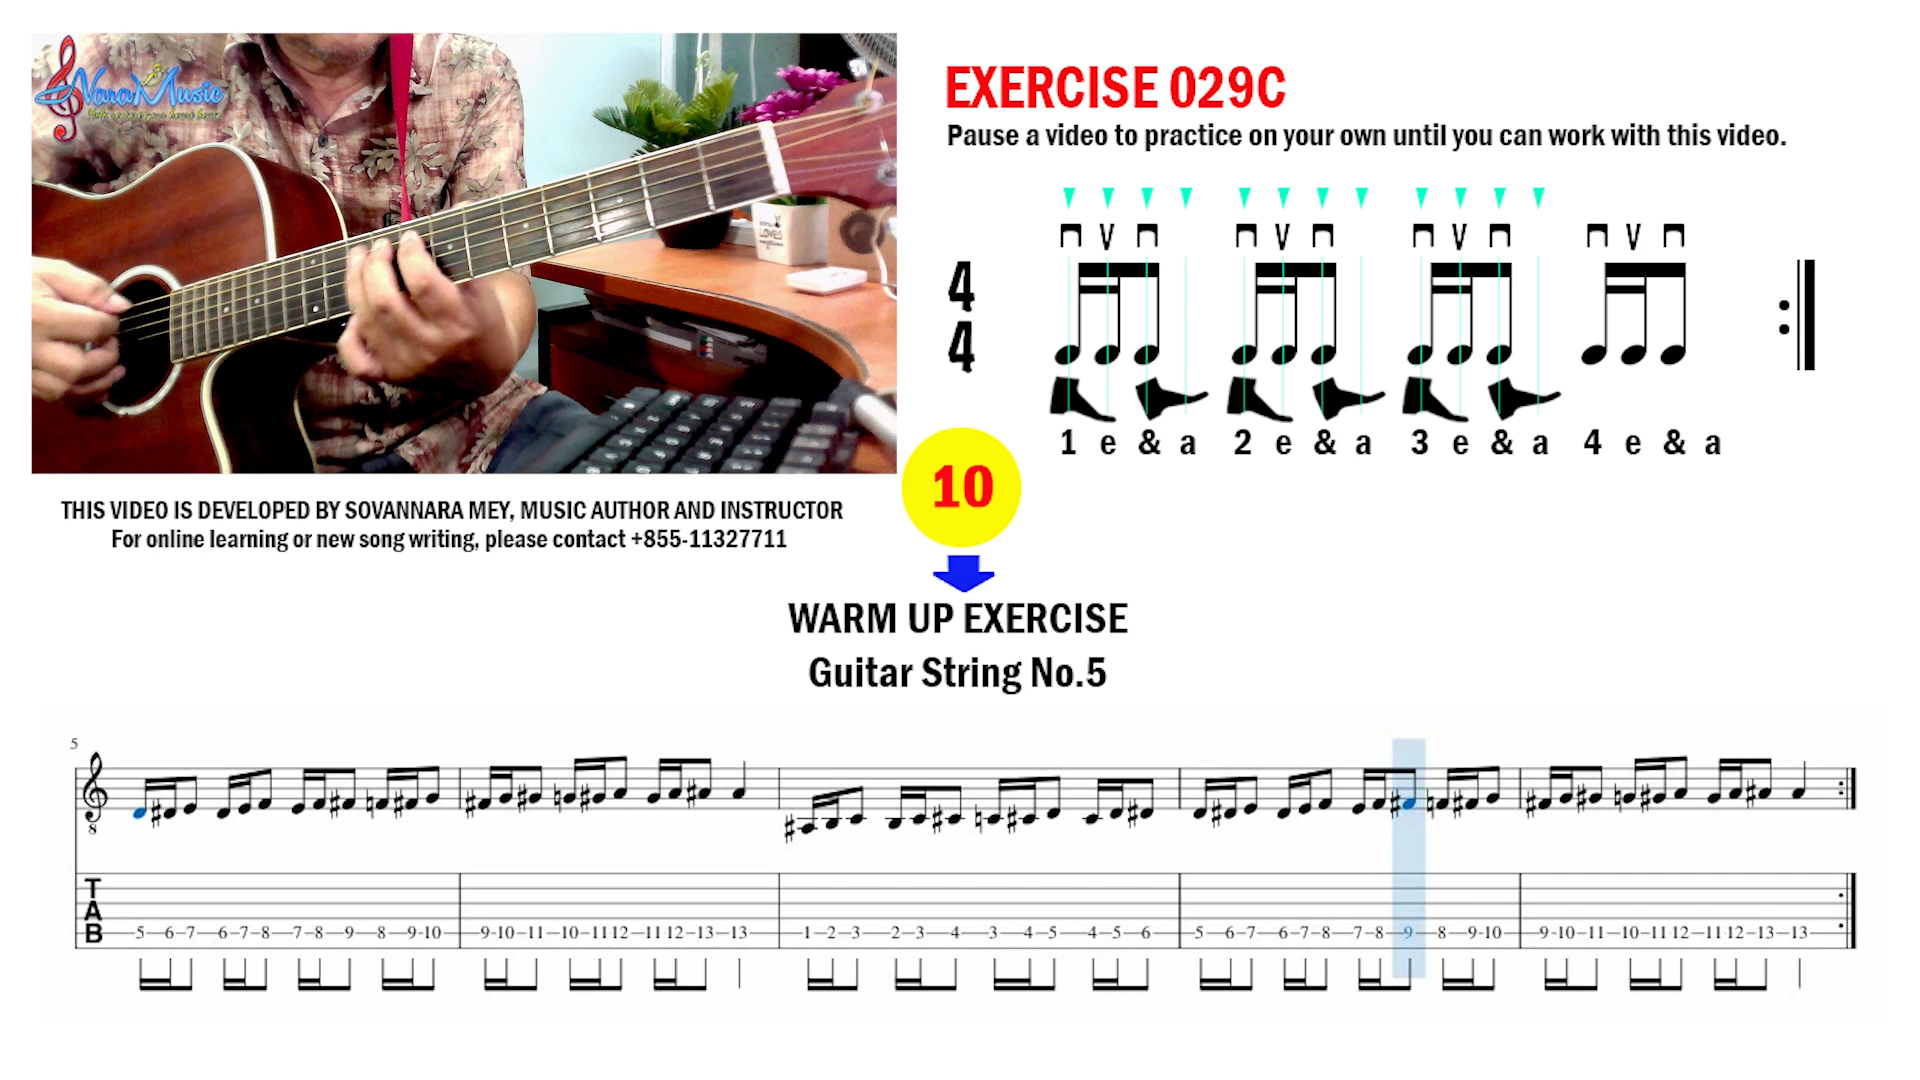 NaraMusic
EXERCISE 029C
Pause a video to practice on your own until you can work with this video.
4
4
1 e & a 2 e & a 3 e & a 4 e & a
THIS VIDEO IS DEVELOPED BY SOVANNARA MEY, MUSIC AUTHOR AND INSTRUCTOR
For online learning or new song writing, please contact +855-11327711
10
WARM UP EXERCISE
Guitar String No.5
5
8
T
A
B
5 6 7 6 7 8 7 8 9 8 9 10 9 10 11 10 11 12 11 12 13 13 1 2 3 2 3 4 3 4 5 4 5 6 5 6 7 6 7 8 7 8 9 8 9 10 9 10 11 10 11 12 11 12 13 13